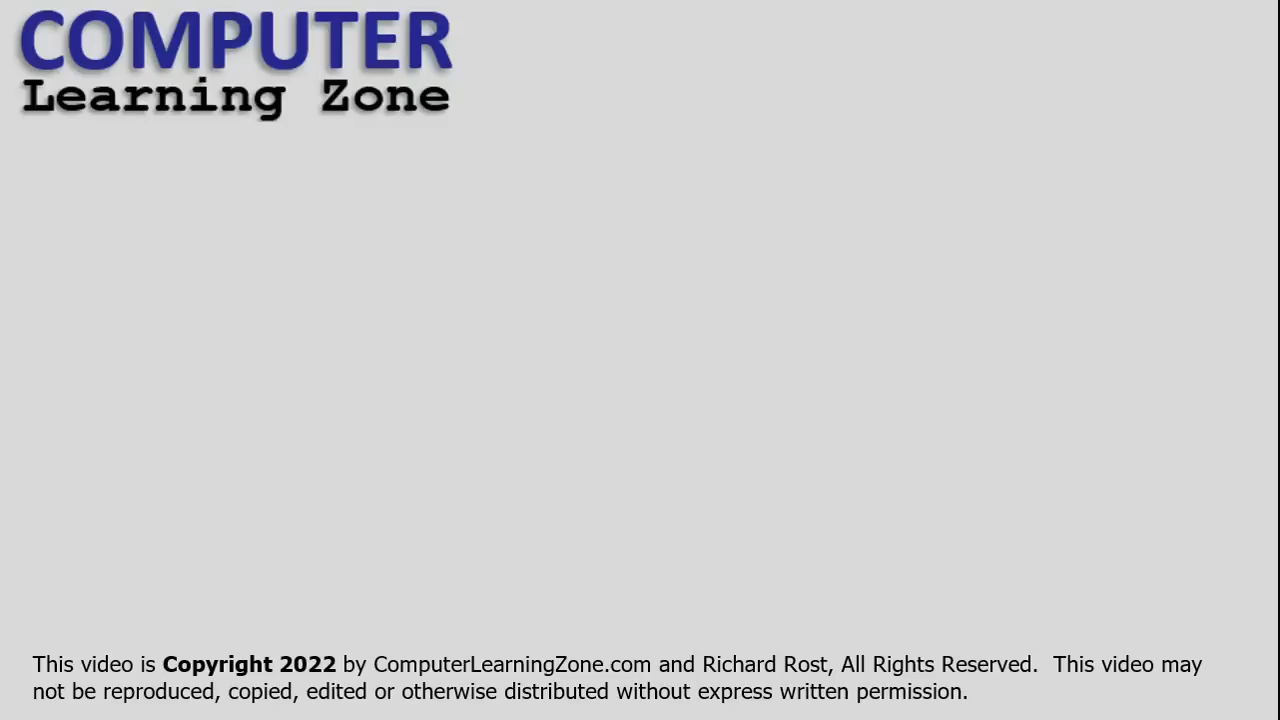 COMPUTER
Learning Zone
This video is Copyright 2022 by ComputerLearningZone.com and Richard Rost, All Rights Reserved.  This video may
not be reproduced, copied, edited or otherwise distributed without express written permission.